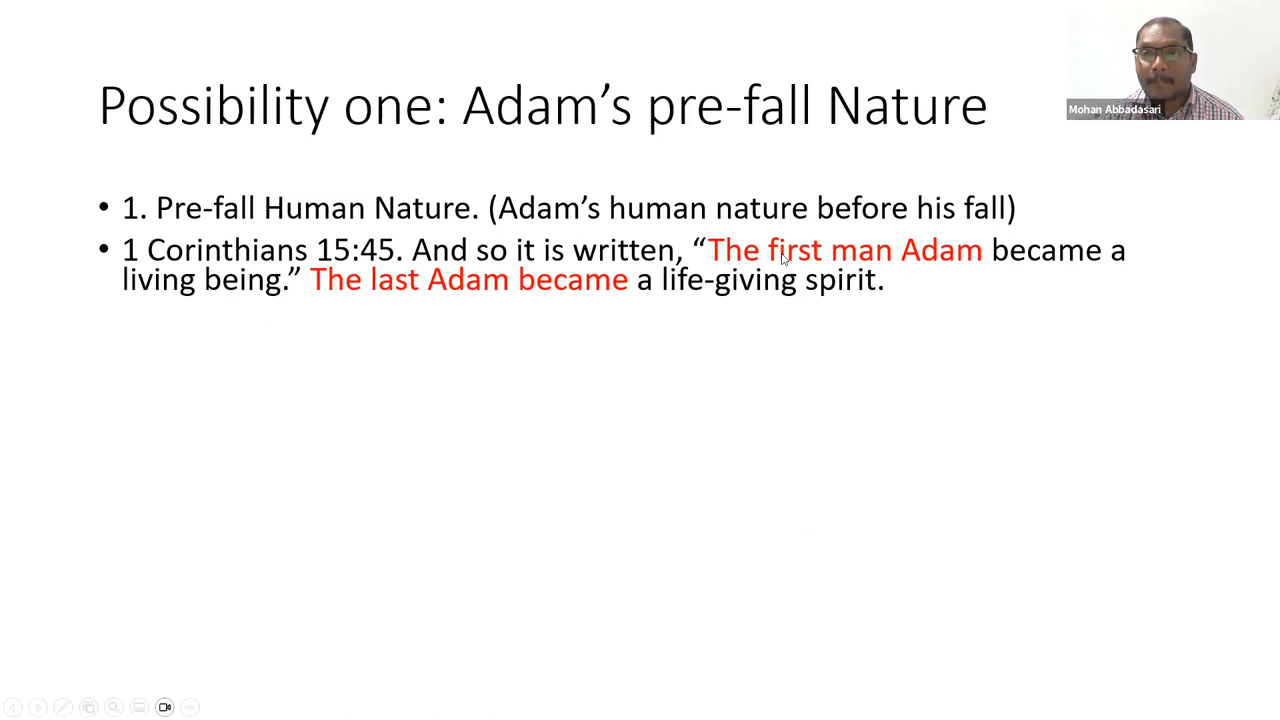 Possibility one: Adam’s pre-fall Nature
Mohan Abbadasari
• 1. Pre-fall Human Nature. (Adam’s human nature before his fall)
• 1 Corinthians 15:45. And so it is written, “The first man Adam became a
living being.” The last Adam became a life-giving spirit.